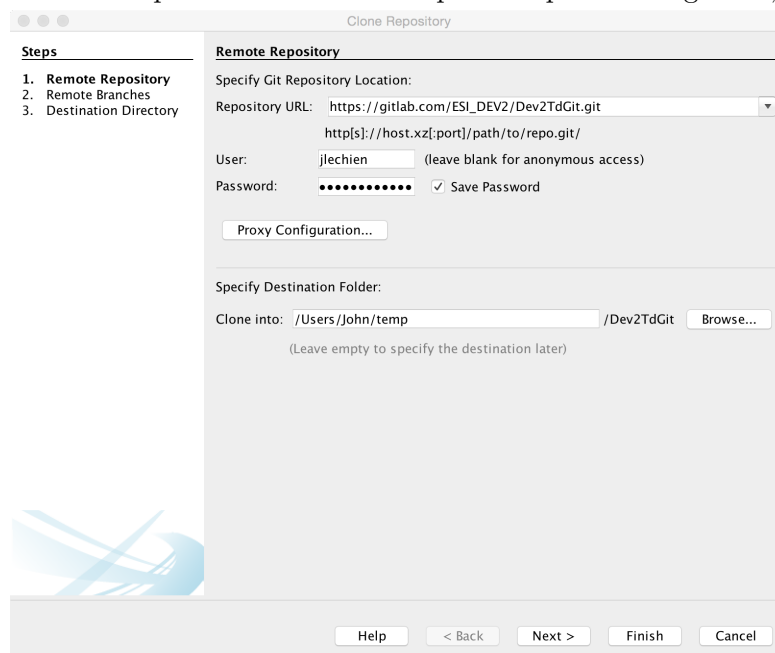 Clone Repository
Steps
1. Remote Repository
2. Remote Branches
3. Destination Directory
Remote Repository
Specify Git Repository Location:
Repository URL: https://gitlab.com/ESI_DEV2/Dev2TdGit.git
http[s]://host.xz[:port]/path/to/repo.git/
User: jlechien (leave blank for anonymous access)
Password: ●●●●●●●●●●●● ✓ Save Password
Proxy Configuration...
Specify Destination Folder:
Clone into: /Users/John/temp /Dev2TdGit Browse...
(Leave empty to specify the destination later)
Help < Back Next > Finish Cancel